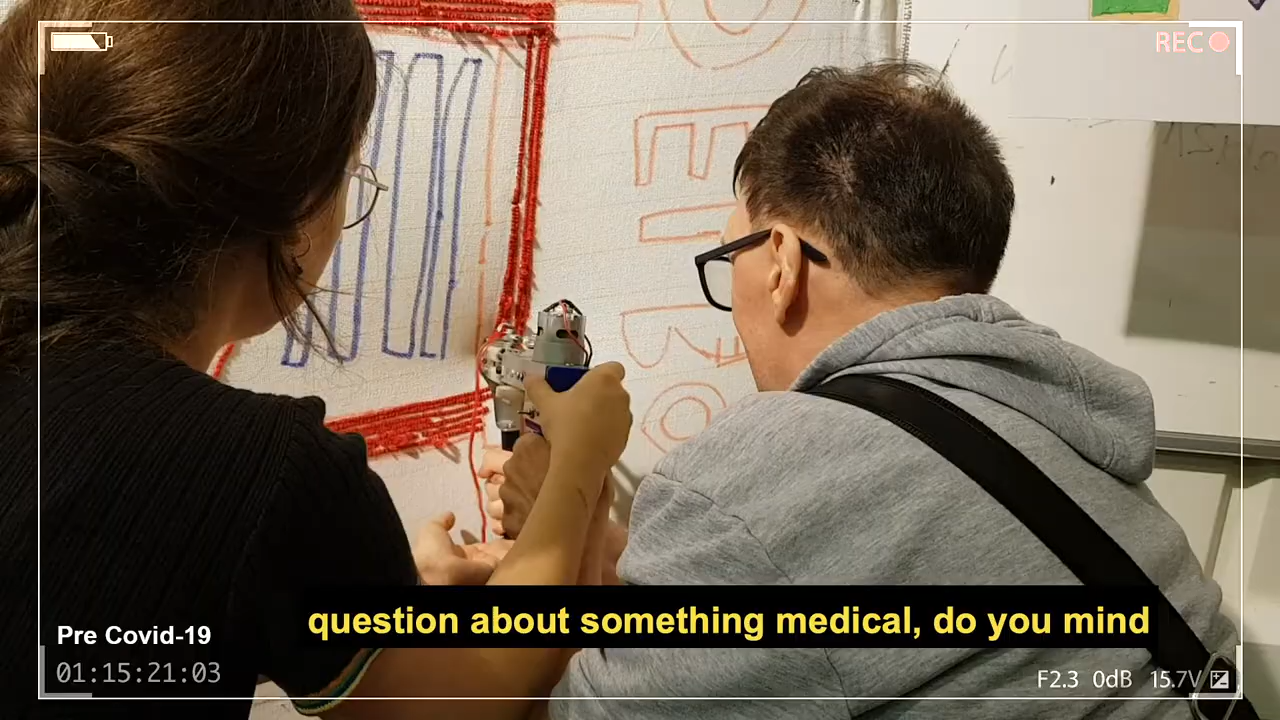 REC
question about something medical, do you mind
Pre Covid-19
01:15:21:03
F2.3 0dB 15.7V